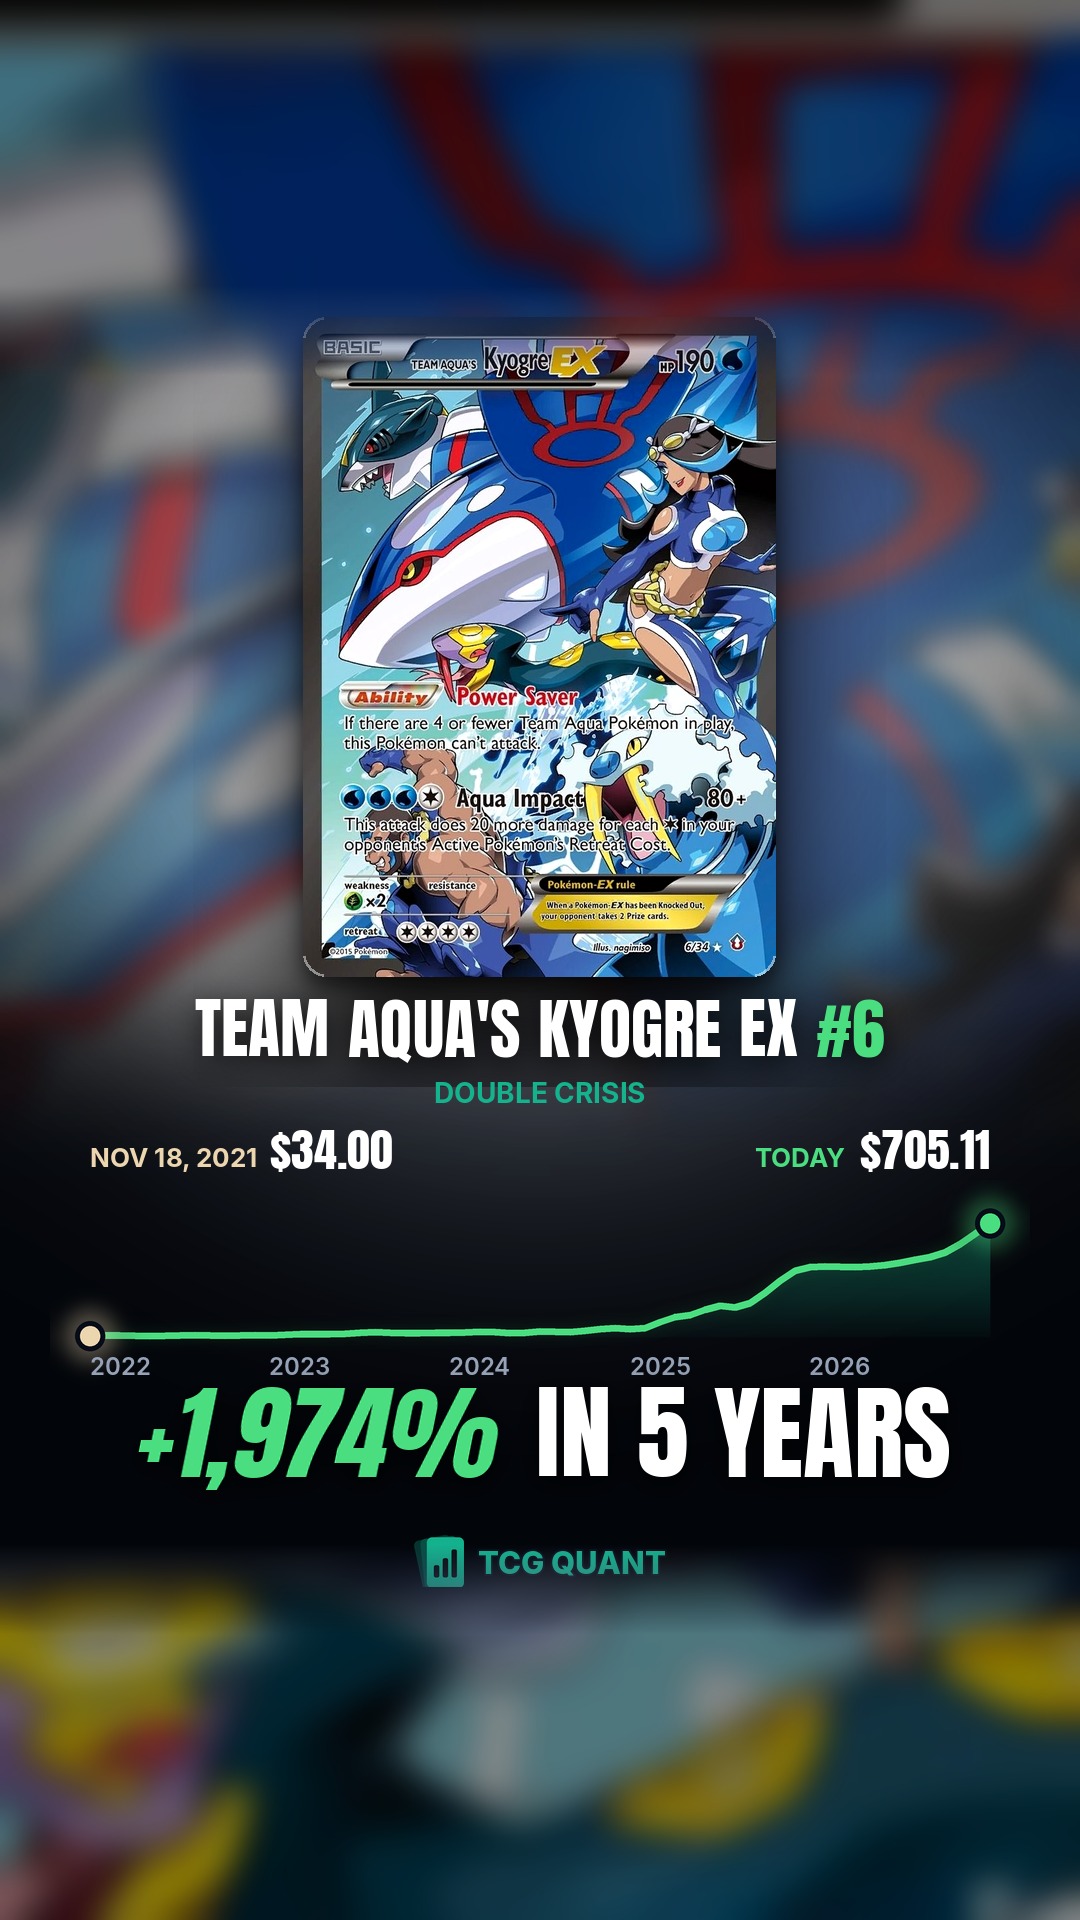 BASIC
TEAM AQUA'S Kyogre EX HP190
Ability Power Saver
If there are 4 or fewer Team Aqua Pokémon in play,
this Pokémon can't attack.
Aqua Impact 80+
This attack does 20 more damage for each in your
opponent's Active Pokémon's Retreat Cost.
weakness resistance
×2
Pokémon-EX rule
When a Pokémon-EX has been Knocked Out,
your opponent takes 2 Prize cards.
retreat
©2015 Pokémon
Illus. nagimiso 6/34 ★
TEAM AQUA'S KYOGRE EX #6
DOUBLE CRISIS
NOV 18, 2021 $34.00 TODAY $705.11
2022 2023 2024 2025 2026
+1,974% IN 5 YEARS
TCG QUANT